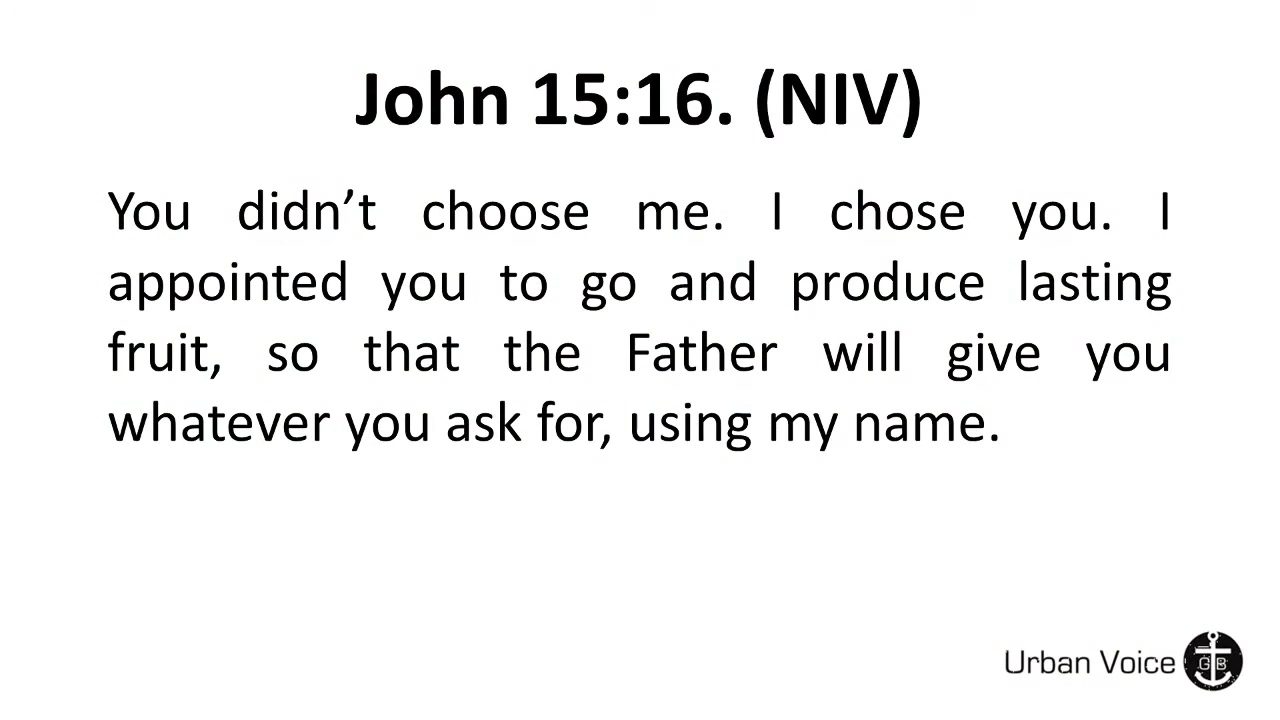 John 15:16. (NIV)
You didn’t choose me. I chose you. I
appointed you to go and produce lasting
fruit, so that the Father will give you
whatever you ask for, using my name.
Urban Voice GB